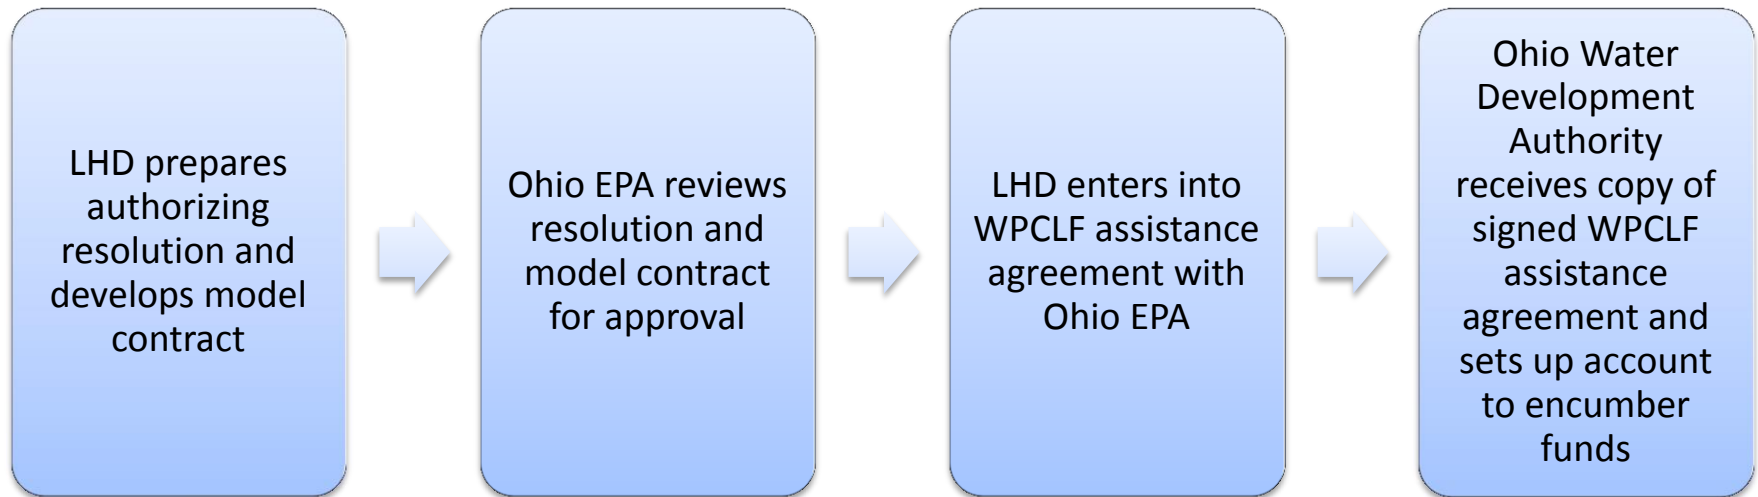 LHD prepares
authorizing
resolution and
develops model
contract
Ohio EPA reviews
resolution and
model contract
for approval
LHD enters into
WPCLF assistance
agreement with
Ohio EPA
Ohio Water
Development
Authority
receives copy of
signed WPCLF
assistance
agreement and
sets up account
to encumber
funds